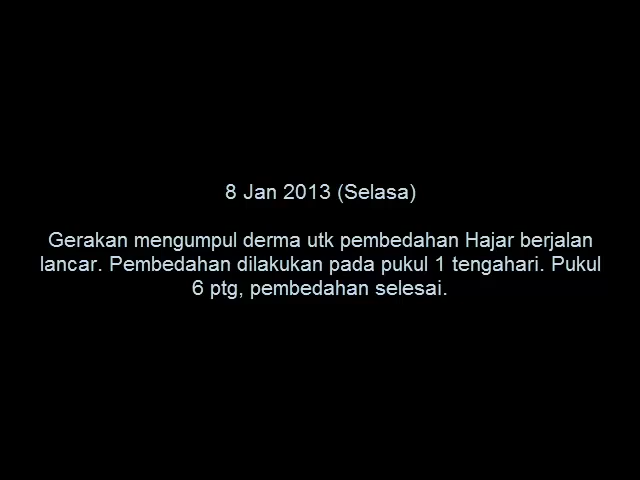 8 Jan 2013 (Selasa)
Gerakan mengumpul derma utk pembedahan Hajar berjalan
lancar. Pembedahan dilakukan pada pukul 1 tengahari. Pukul
6 ptg, pembedahan selesai.